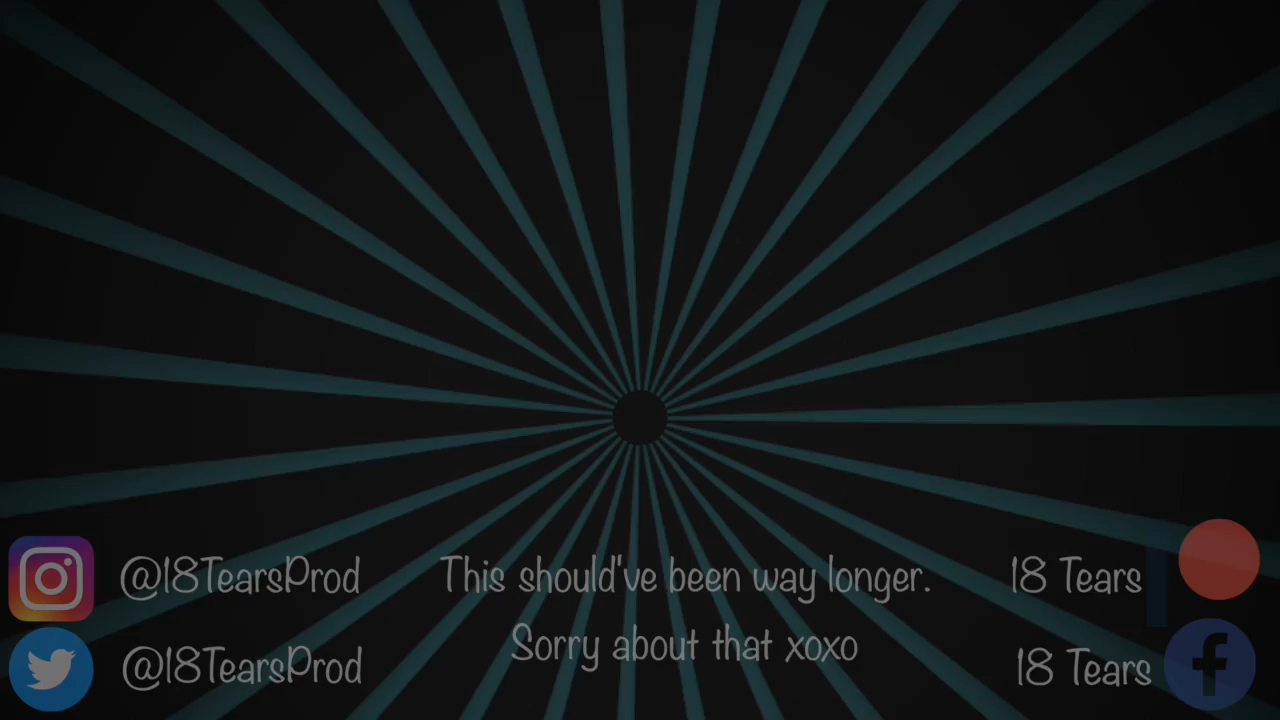 @18TearsProd
This should've been way longer.
18 Tears
@18TearsProd
Sorry about that xoxo
18 Tears